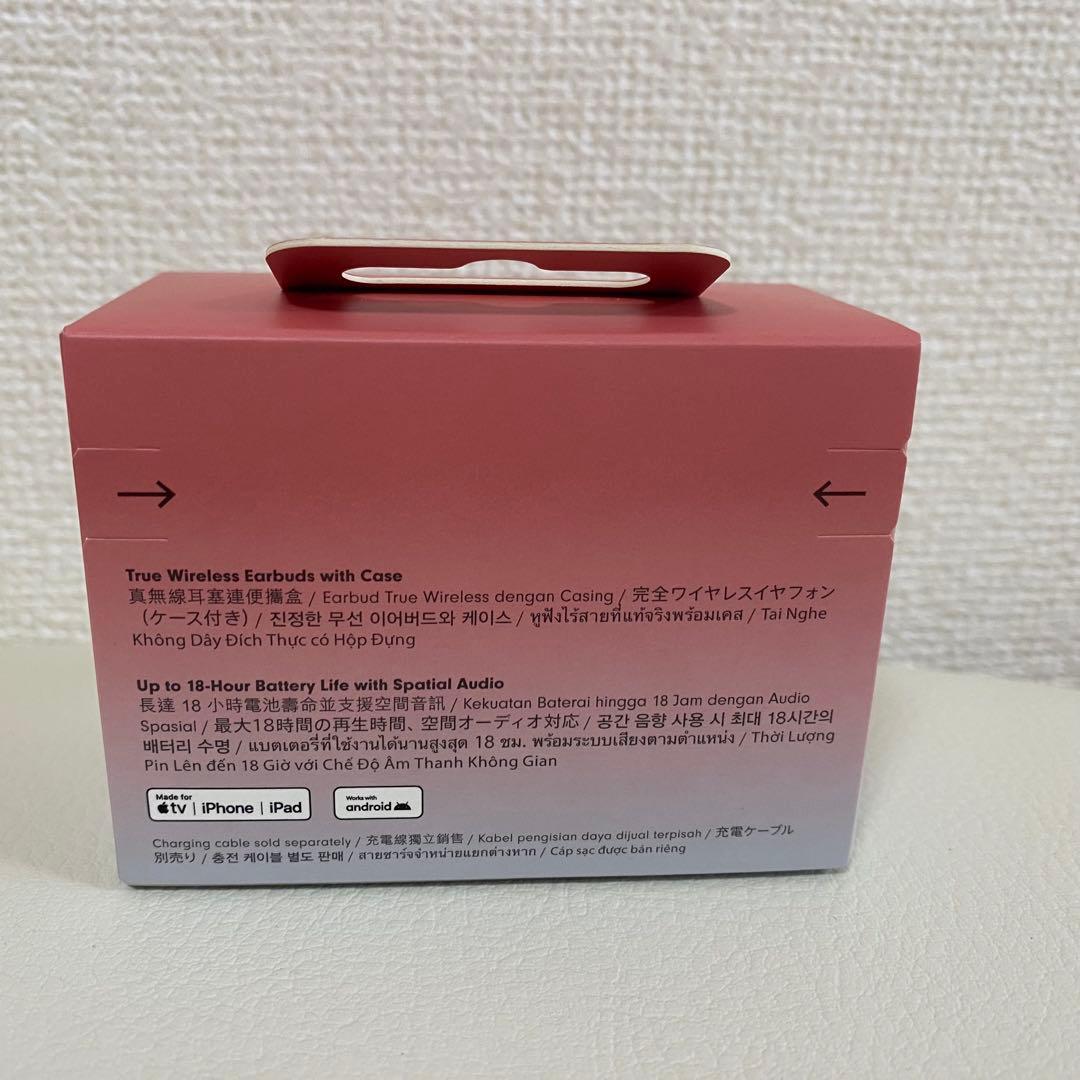 → ←
True Wireless Earbuds with Case
真無線耳塞連便攜盒 / Earbud True Wireless dengan Casing / 完全ワイヤレスイヤフォン
（ケース付き）/ 진정한 무선 이어버드와 케이스 / หูฟังไร้สายที่แท้จริงพร้อมเคส / Tai Nghe
Không Dây Đích Thực có Hộp Đựng
Up to 18-Hour Battery Life with Spatial Audio
長達 18 小時電池壽命並支援空間音訊 / Kekuatan Baterai hingga 18 Jam dengan Audio
Spasial / 最大18時間の再生時間、空間オーディオ対応 / 공간 음향 사용 시 최대 18시간의
배터리 수명 / แบตเตอรี่ที่ใช้งานได้นานสูงสุด 18 ชม. พร้อมระบบเสียงตามตำแหน่ง / Thời Lượng
Pin Lên đến 18 Giờ với Chế Độ Âm Thanh Không Gian
Made for
tv | iPhone | iPad
Works with
android
Charging cable sold separately / 充電線獨立銷售 / Kabel pengisian daya dijual terpisah / 充電ケーブル
別売り / 충전 케이블 별도 판매 / สายชาร์จจำหน่ายแยกต่างหาก / Cáp sạc được bán riêng